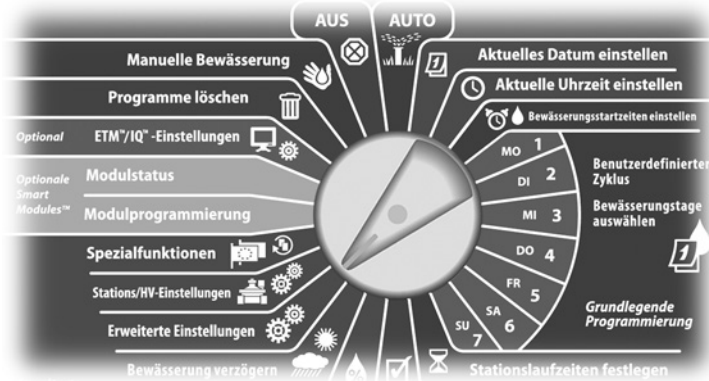 AUS
AUTO
Manuelle Bewässerung
Programme löschen
Optional
ETM™/IQ™ -Einstellungen
Optionale
Smart
Modules™
Modulstatus
Modulprogrammierung
Spezialfunktionen
Stations/HV-Einstellungen
Erweiterte Einstellungen
Bewässerung verzögern
%
Aktuelles Datum einstellen
1
Aktuelle Uhrzeit einstellen
Bewässerungsstartzeiten einstellen
MO 1
DI 2
MI 3
DO 4
FR 5
SA 6
SU 7
Benutzerdefinierter
Zyklus
Bewässerungstage
auswählen
1
Grundlegende
Programmierung
Stationslaufzeiten festlegen